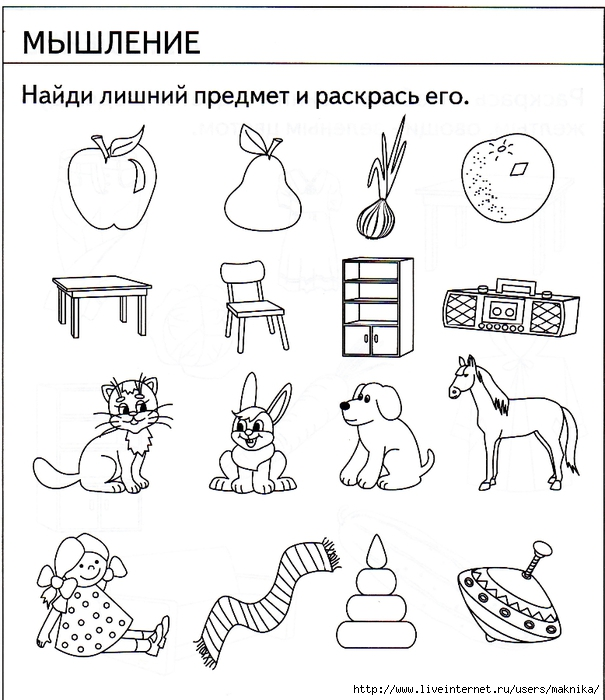 МЫШЛЕНИЕ
Найди лишний предмет и раскрась его.
http://www.liveinternet.ru/users/maknika/